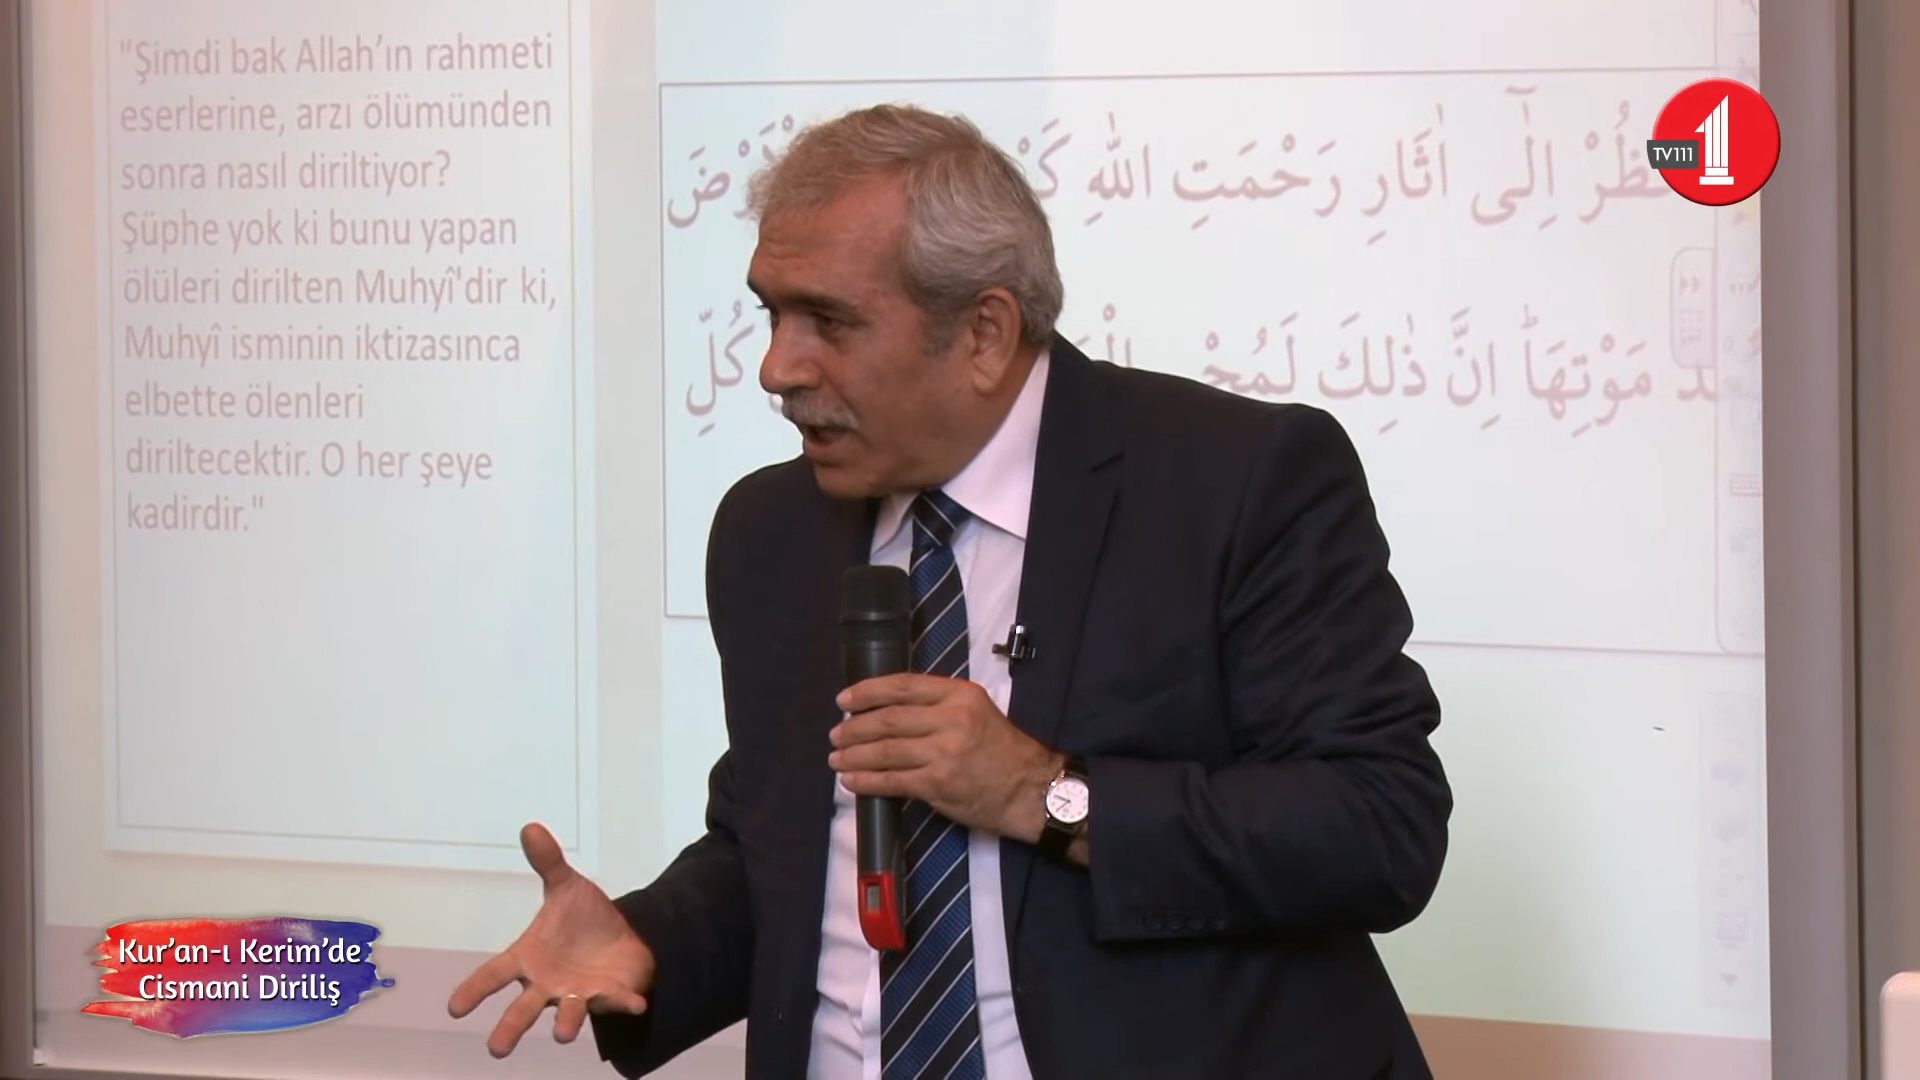 "Şimdi bak Allah'ın rahmeti
eserlerine, arzı ölümünden
sonra nasıl diriltiyor?
Şüphe yok ki bunu yapan
ölüleri dirilten Muhyî'dir ki,
Muhyî isminin iktizasınca
elbette ölenleri
diriltecektir. O her şeye
kadirdir."
اِلٰٓى اٰثَارِ رَحْمَتِ اللّٰهِ
مَوْتِهَاۜ اِنَّ ذٰلِكَ كُلِّ
TV111
1
Kur'an-ı Kerim'de
Cismani Diriliş